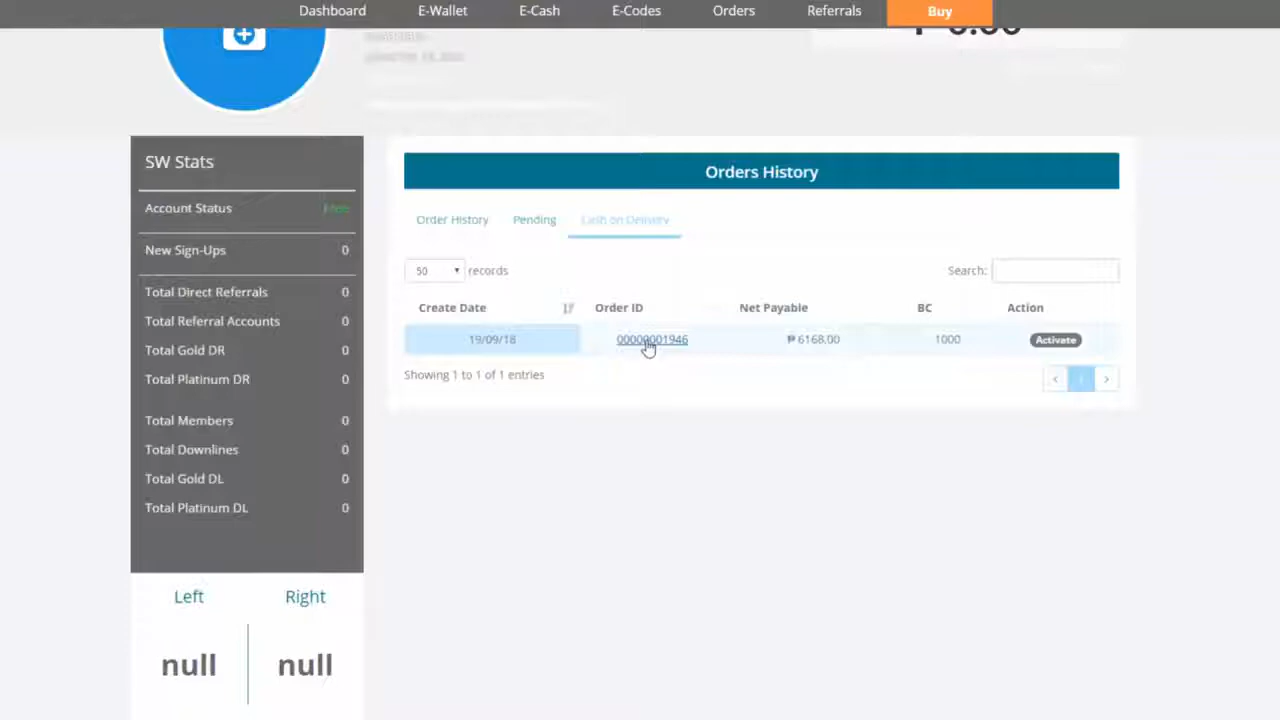 Dashboard E-Wallet E-Cash E-Codes Orders Referrals Buy
SW Stats
Account Status
New Sign-Ups 0
Total Direct Referrals 0
Total Referral Accounts 0
Total Gold DR 0
Total Platinum DR 0
Total Members 0
Total Downlines 0
Total Gold DL 0
Total Platinum DL 0
Left Right
null null
Orders History
Order History Pending Cash on Delivery
50 records Search:
Create Date Order ID Net Payable BC Action
19/09/18 00000001946 ₱ 6168.00 1000 Activate
Showing 1 to 1 of 1 entries
< 1 >